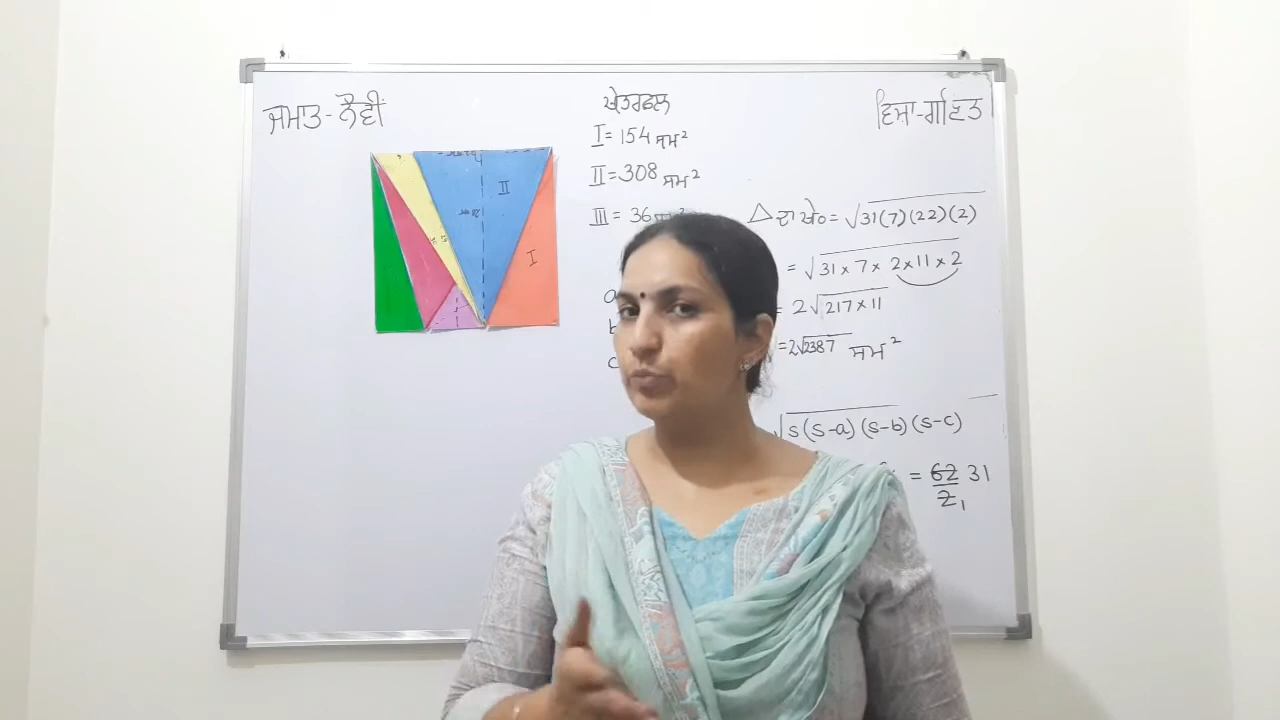 ਜਮਾਤ-ਨੌਵੀਂ
ਖੇਤਰਫਲ
ਵਿਸ਼ਾ-ਗਣਿਤ
I = 154 ਸਮ²
II = 308 ਸਮ²
III = 36
II
I
△ ਦਾ ਖੇ० = √31(7)(22)(2)
= √31 × 7 × 2 × 11 × 2
= 2√217 × 11
= 2√2387 ਸਮ²
√s(s-a)(s-b)(s-c)
= 62/2 31
1